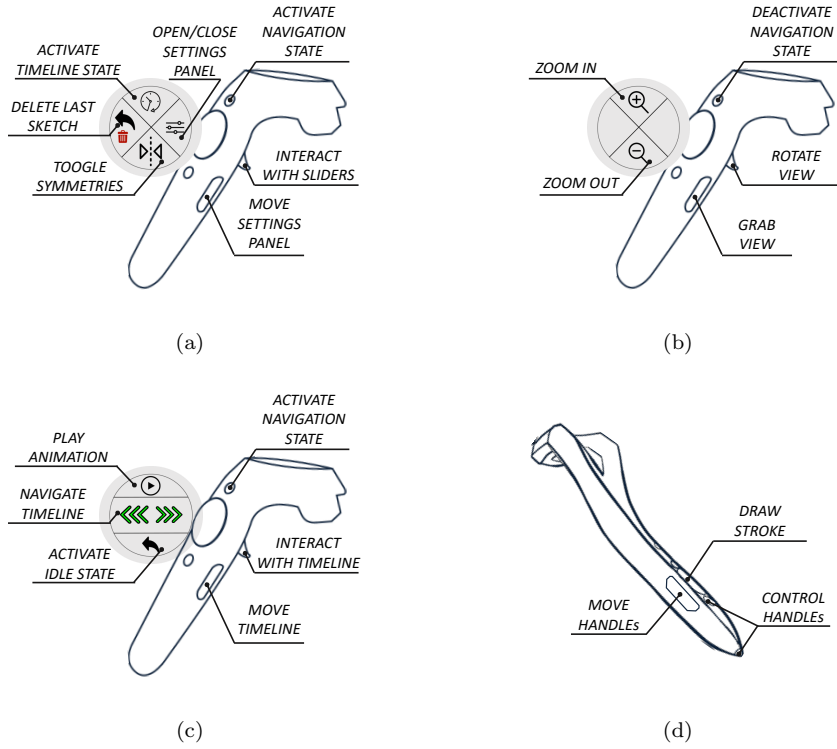 ACTIVATE
TIMELINE STATE
OPEN/CLOSE
SETTINGS
PANEL
ACTIVATE
NAVIGATION
STATE
DELETE LAST
SKETCH
TOOGLE
SYMMETRIES
INTERACT
WITH SLIDERS
MOVE
SETTINGS
PANEL
(a)
ZOOM IN
DEACTIVATE
NAVIGATION
STATE
ZOOM OUT
ROTATE
VIEW
GRAB
VIEW
(b)
PLAY
ANIMATION
ACTIVATE
NAVIGATION
STATE
NAVIGATE
TIMELINE
ACTIVATE
IDLE STATE
INTERACT
WITH TIMELINE
MOVE
TIMELINE
(c)
DRAW
STROKE
MOVE
HANDLEs
CONTROL
HANDLEs
(d)